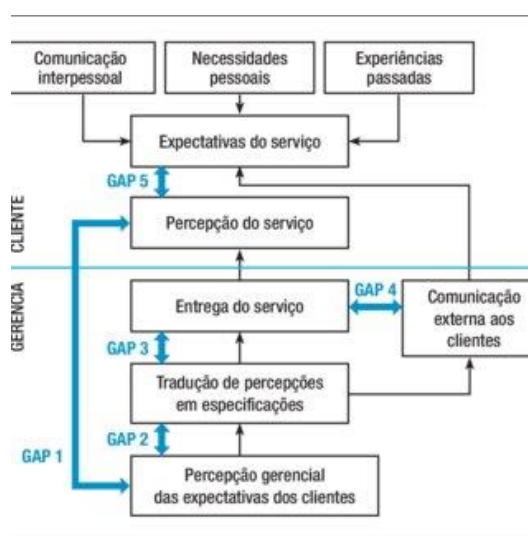 Comunicação
interpessoal
Necessidades
pessoais
Experiências
passadas
Expectativas do serviço
GAP 5
CLIENTE
Percepção do serviço
GERENCIA
Entrega do serviço
GAP 4
Comunicação
externa aos
clientes
GAP 3
Tradução de percepções
em especificações
GAP 2
GAP 1
Percepção gerencial
das expectativas dos clientes